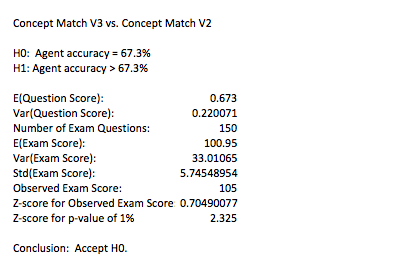 Concept Match V3 vs. Concept Match V2
H0: Agent accuracy = 67.3%
H1: Agent accuracy > 67.3%
E(Question Score): 0.673
Var(Question Score): 0.220071
Number of Exam Questions: 150
E(Exam Score): 100.95
Var(Exam Score): 33.01065
Std(Exam Score): 5.74548954
Observed Exam Score: 105
Z-score for Observed Exam Score: 0.70490077
Z-score for p-value of 1% 2.325
Conclusion: Accept H0.